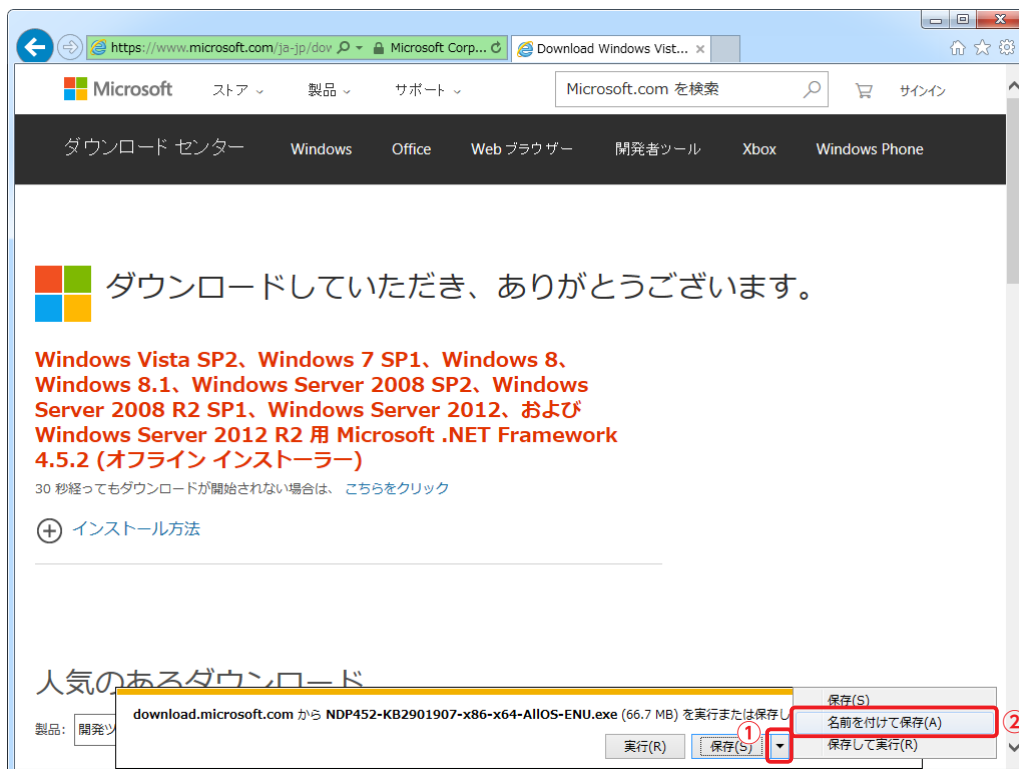 https://www.microsoft.com/ja-jp/dov
Microsoft Corp...
Download Windows Vist...
Microsoft
ストア
製品
サポート
Microsoft.com を検索
サインイン
ダウンロード センター
Windows
Office
Web ブラウザー
開発者ツール
Xbox
Windows Phone
ダウンロードしていただき、ありがとうございます。
Windows Vista SP2、Windows 7 SP1、Windows 8、
Windows 8.1、Windows Server 2008 SP2、Windows
Server 2008 R2 SP1、Windows Server 2012、および
Windows Server 2012 R2 用 Microsoft .NET Framework
4.5.2 (オフライン インストーラー)
30 秒経ってもダウンロードが開始されない場合は、 こちらをクリック
インストール方法
人気のあるダウンロード
製品: 開発ツ
download.microsoft.com から NDP452-KB2901907-x86-x64-AllOS-ENU.exe (66.7 MB) を実行または保存し
実行(R)
保存(S)
①
保存(S)
名前を付けて保存(A)
②
保存して実行(R)